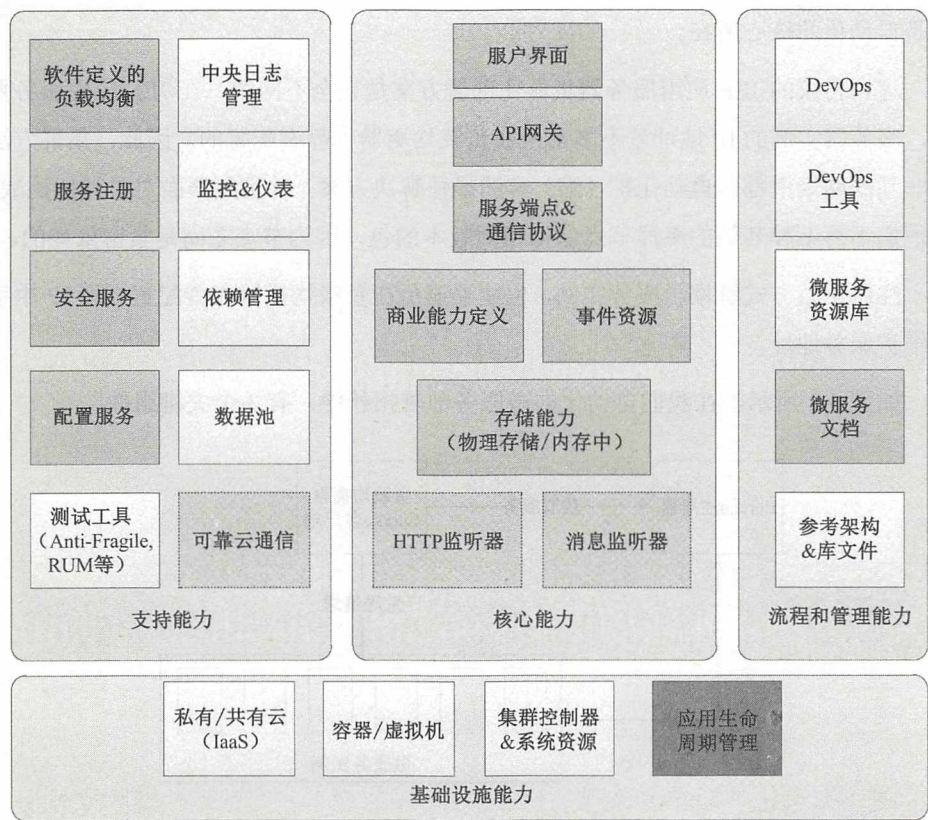 软件定义的
负载均衡
中央日志
管理
服务注册
监控&仪表
安全服务
依赖管理
配置服务
数据池
测试工具
（Anti-Fragile,
RUM等）
可靠云通信
支持能力
服户界面
API网关
服务端点&
通信协议
商业能力定义
事件资源
存储能力
（物理存储/内存中）
HTTP监听器
消息监听器
核心能力
DevOps
DevOps
工具
微服务
资源库
微服务
文档
参考架构
&库文件
流程和管理能力
私有/共有云
（IaaS）
容器/虚拟机
集群控制器
&系统资源
应用生命
周期管理
基础设施能力